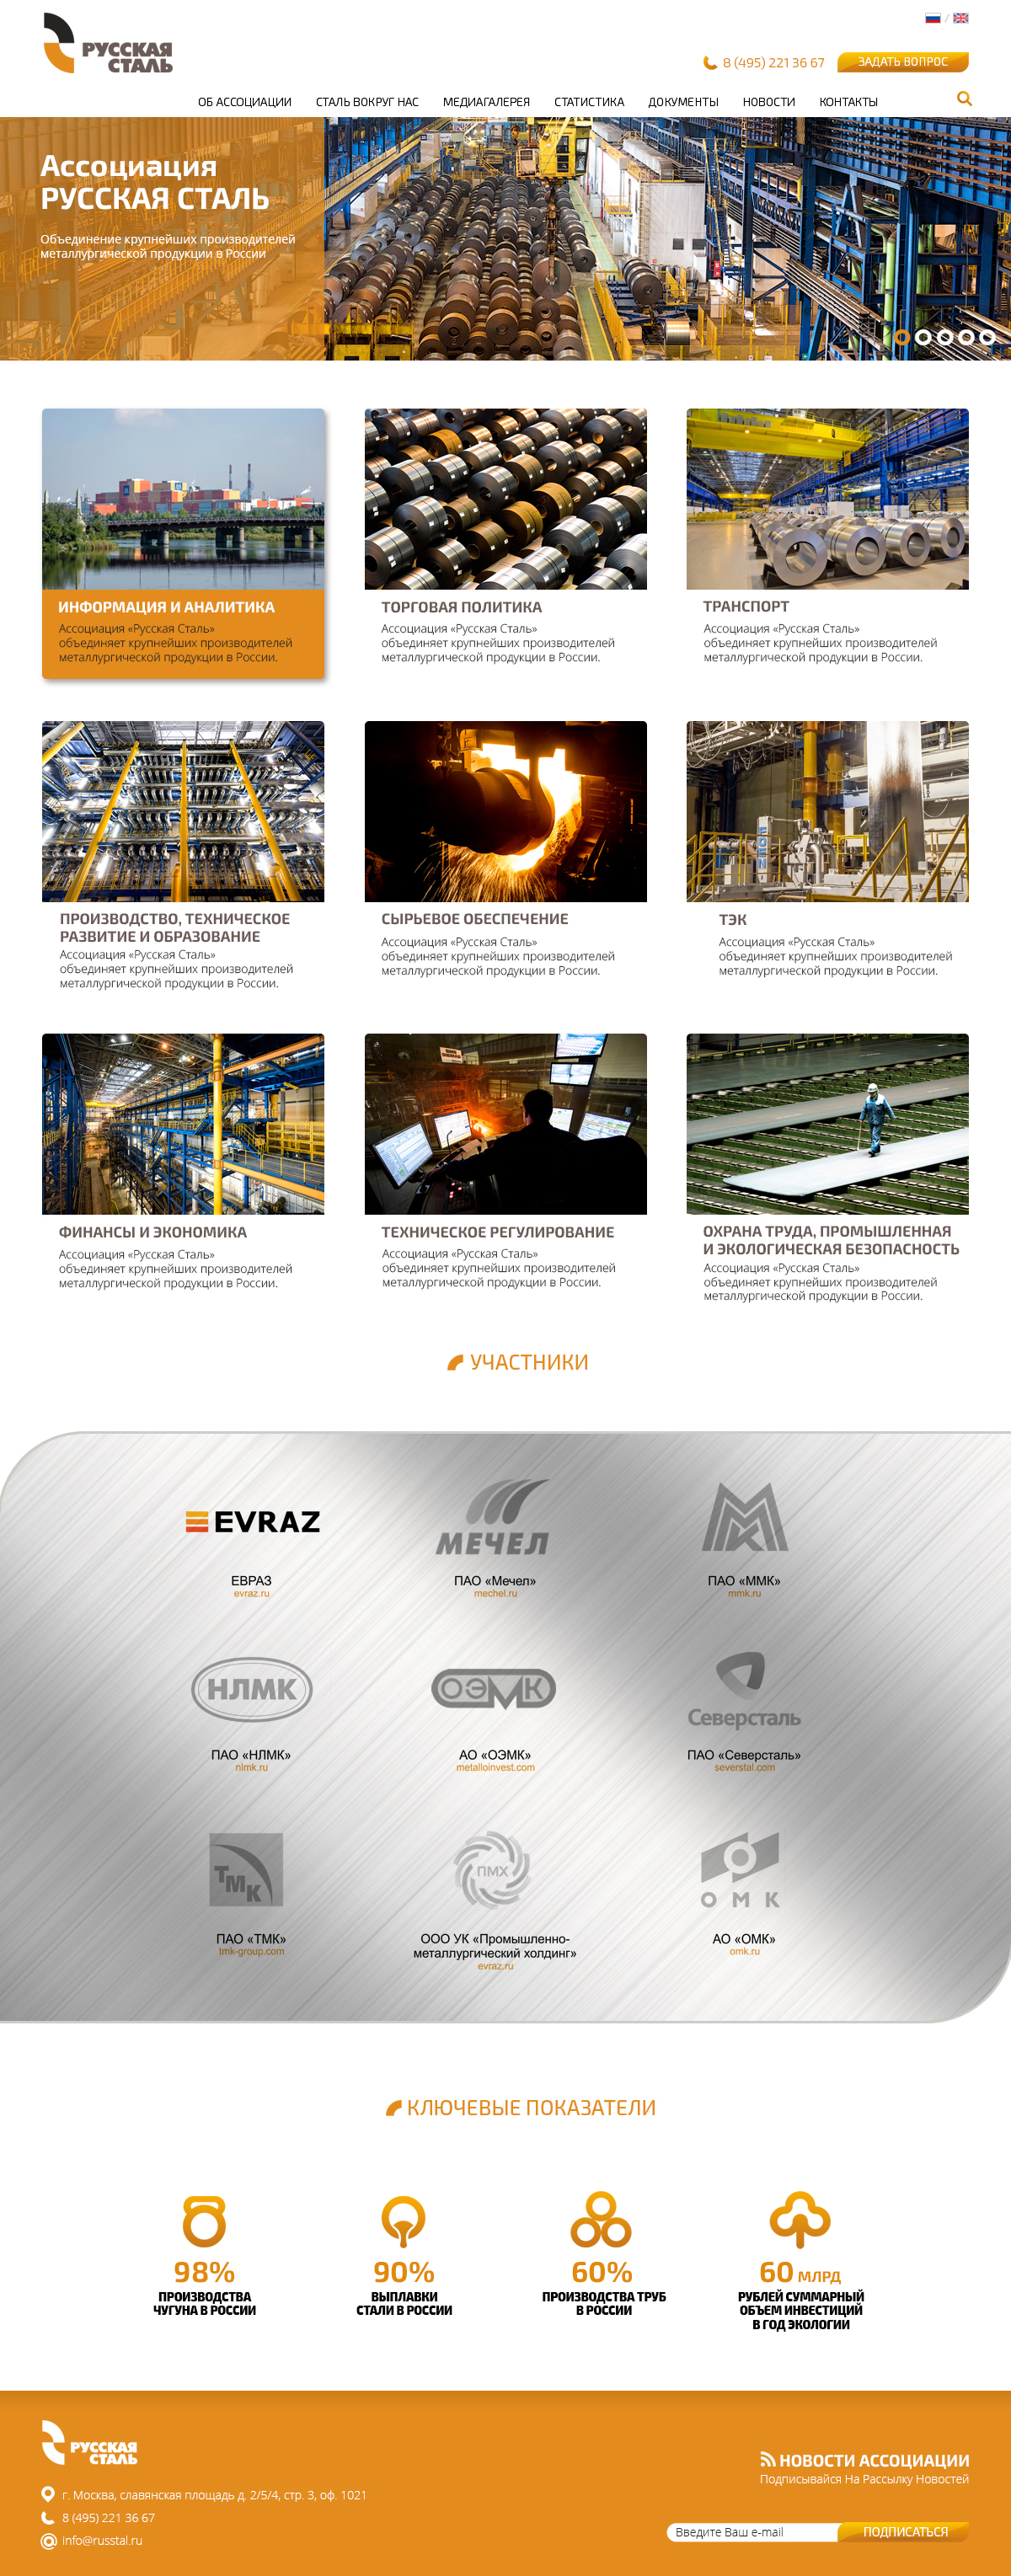 /
РУССКАЯ
СТАЛЬ
8 (495) 221 36 67
ЗАДАТЬ ВОПРОС
ОБ АССОЦИАЦИИ СТАЛЬ ВОКРУГ НАС МЕДИАГАЛЕРЕЯ СТАТИСТИКА ДОКУМЕНТЫ НОВОСТИ КОНТАКТЫ
Ассоциация
РУССКАЯ СТАЛЬ
Объединение крупнейших производителей
металлургической продукции в России
ИНФОРМАЦИЯ И АНАЛИТИКА
Ассоциация «Русская Сталь»
объединяет крупнейших производителей
металлургической продукции в России.
ТОРГОВАЯ ПОЛИТИКА
Ассоциация «Русская Сталь»
объединяет крупнейших производителей
металлургической продукции в России.
ТРАНСПОРТ
Ассоциация «Русская Сталь»
объединяет крупнейших производителей
металлургической продукции в России.
ПРОИЗВОДСТВО, ТЕХНИЧЕСКОЕ
РАЗВИТИЕ И ОБРАЗОВАНИЕ
Ассоциация «Русская Сталь»
объединяет крупнейших производителей
металлургической продукции в России.
СЫРЬЕВОЕ ОБЕСПЕЧЕНИЕ
Ассоциация «Русская Сталь»
объединяет крупнейших производителей
металлургической продукции в России.
ТЭК
Ассоциация «Русская Сталь»
объединяет крупнейших производителей
металлургической продукции в России.
ФИНАНСЫ И ЭКОНОМИКА
Ассоциация «Русская Сталь»
объединяет крупнейших производителей
металлургической продукции в России.
ТЕХНИЧЕСКОЕ РЕГУЛИРОВАНИЕ
Ассоциация «Русская Сталь»
объединяет крупнейших производителей
металлургической продукции в России.
ОХРАНА ТРУДА, ПРОМЫШЛЕННАЯ
И ЭКОЛОГИЧЕСКАЯ БЕЗОПАСНОСТЬ
Ассоциация «Русская Сталь»
объединяет крупнейших производителей
металлургической продукции в России.
УЧАСТНИКИ
EVRAZ
ЕВРАЗ
evraz.ru
МЕЧЕЛ
ПАО «Мечел»
mechel.ru
ПАО «ММК»
mmk.ru
НЛМК
ПАО «НЛМК»
nlmk.ru
ОЭМК
АО «ОЭМК»
metalloinvest.com
Северсталь
ПАО «Северсталь»
severstal.com
ТМК
ПАО «ТМК»
tmk-group.com
ПМХ
ООО УК «Промышленно-
металлургический холдинг»
evraz.ru
ОМК
АО «ОМК»
omk.ru
КЛЮЧЕВЫЕ ПОКАЗАТЕЛИ
98%
ПРОИЗВОДСТВА
ЧУГУНА В РОССИИ
90%
ВЫПЛАВКИ
СТАЛИ В РОССИИ
60%
ПРОИЗВОДСТВА ТРУБ
В РОССИИ
60 МЛРД
РУБЛЕЙ СУММАРНЫЙ
ОБЪЕМ ИНВЕСТИЦИЙ
В ГОД ЭКОЛОГИИ
РУССКАЯ
СТАЛЬ
г. Москва, славянская площадь д. 2/5/4, стр. 3, оф. 1021
8 (495) 221 36 67
info@russtal.ru
НОВОСТИ АССОЦИАЦИИ
Подписывайся На Рассылку Новостей
Введите Ваш e-mail
ПОДПИСАТЬСЯ